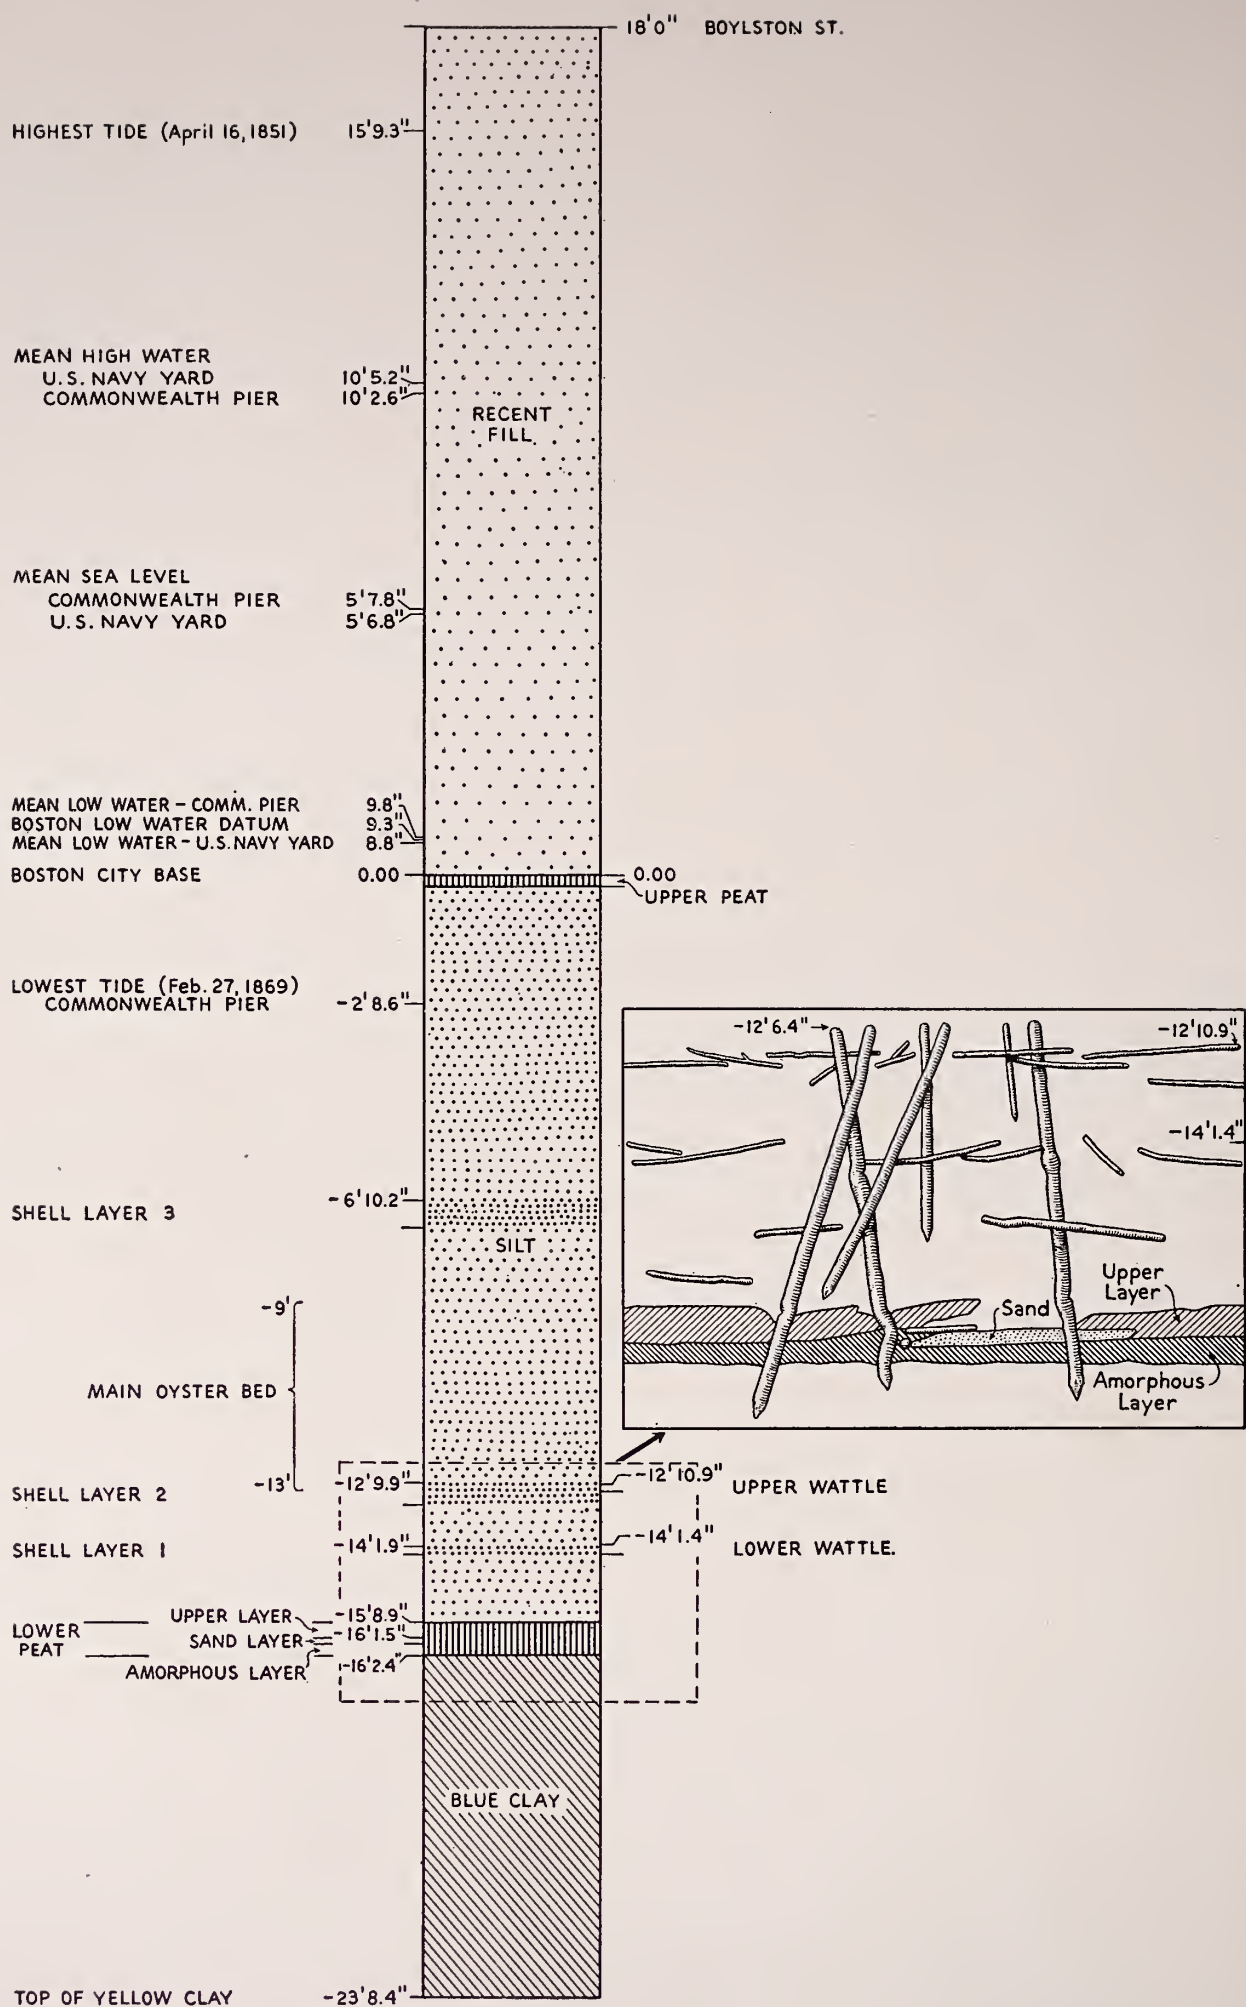 18'0" BOYLSTON ST.
HIGHEST TIDE (April 16, 1851) 15'9.3"
MEAN HIGH WATER
U.S. NAVY YARD 10'5.2"
COMMONWEALTH PIER 10'2.6"
RECENT
FILL
MEAN SEA LEVEL
COMMONWEALTH PIER 5'7.8"
U.S. NAVY YARD 5'6.8"
MEAN LOW WATER - COMM. PIER 9.8"
BOSTON LOW WATER DATUM 9.3"
MEAN LOW WATER - U.S. NAVY YARD 8.8"
BOSTON CITY BASE 0.00 0.00
UPPER PEAT
LOWEST TIDE (Feb. 27, 1869)
COMMONWEALTH PIER -2'8.6"
-6'10.2"
SHELL LAYER 3
SILT
-9'
MAIN OYSTER BED
-13'
-12'6.4"
-12'10.9"
-14'1.4"
Upper
Layer
Sand
Amorphous
Layer
SHELL LAYER 2 -12'9.9" -12'10.9" UPPER WATTLE
SHELL LAYER 1 -14'1.9" -14'1.4" LOWER WATTLE.
LOWER
PEAT
UPPER LAYER -15'8.9"
SAND LAYER -16'1.5"
AMORPHOUS LAYER -16'2.4"
BLUE CLAY
TOP OF YELLOW CLAY -23'8.4"